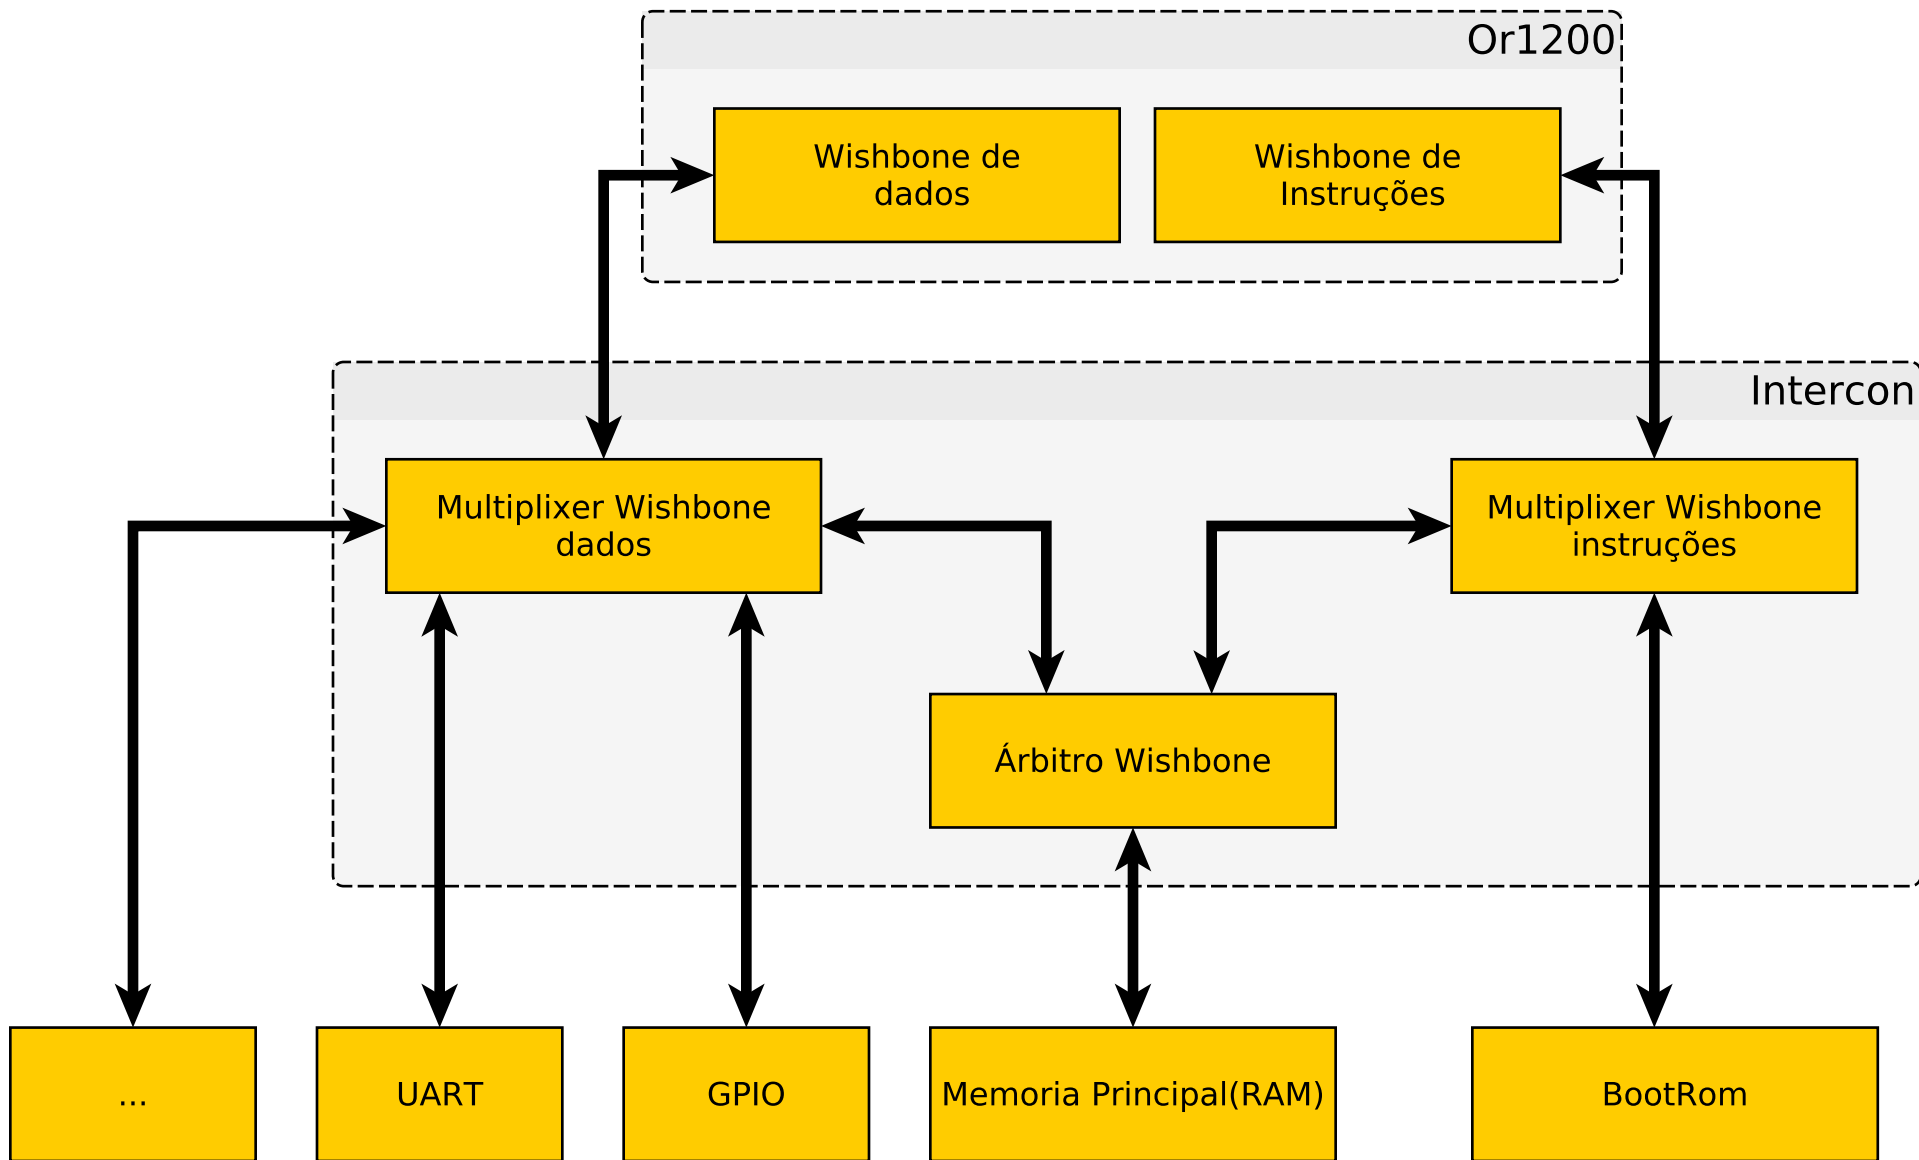 Or1200
Wishbone de
dados
Wishbone de
Instruções
Intercon
Multiplixer Wishbone
dados
Multiplixer Wishbone
instruções
Árbitro Wishbone
...
UART
GPIO
Memoria Principal(RAM)
BootRom